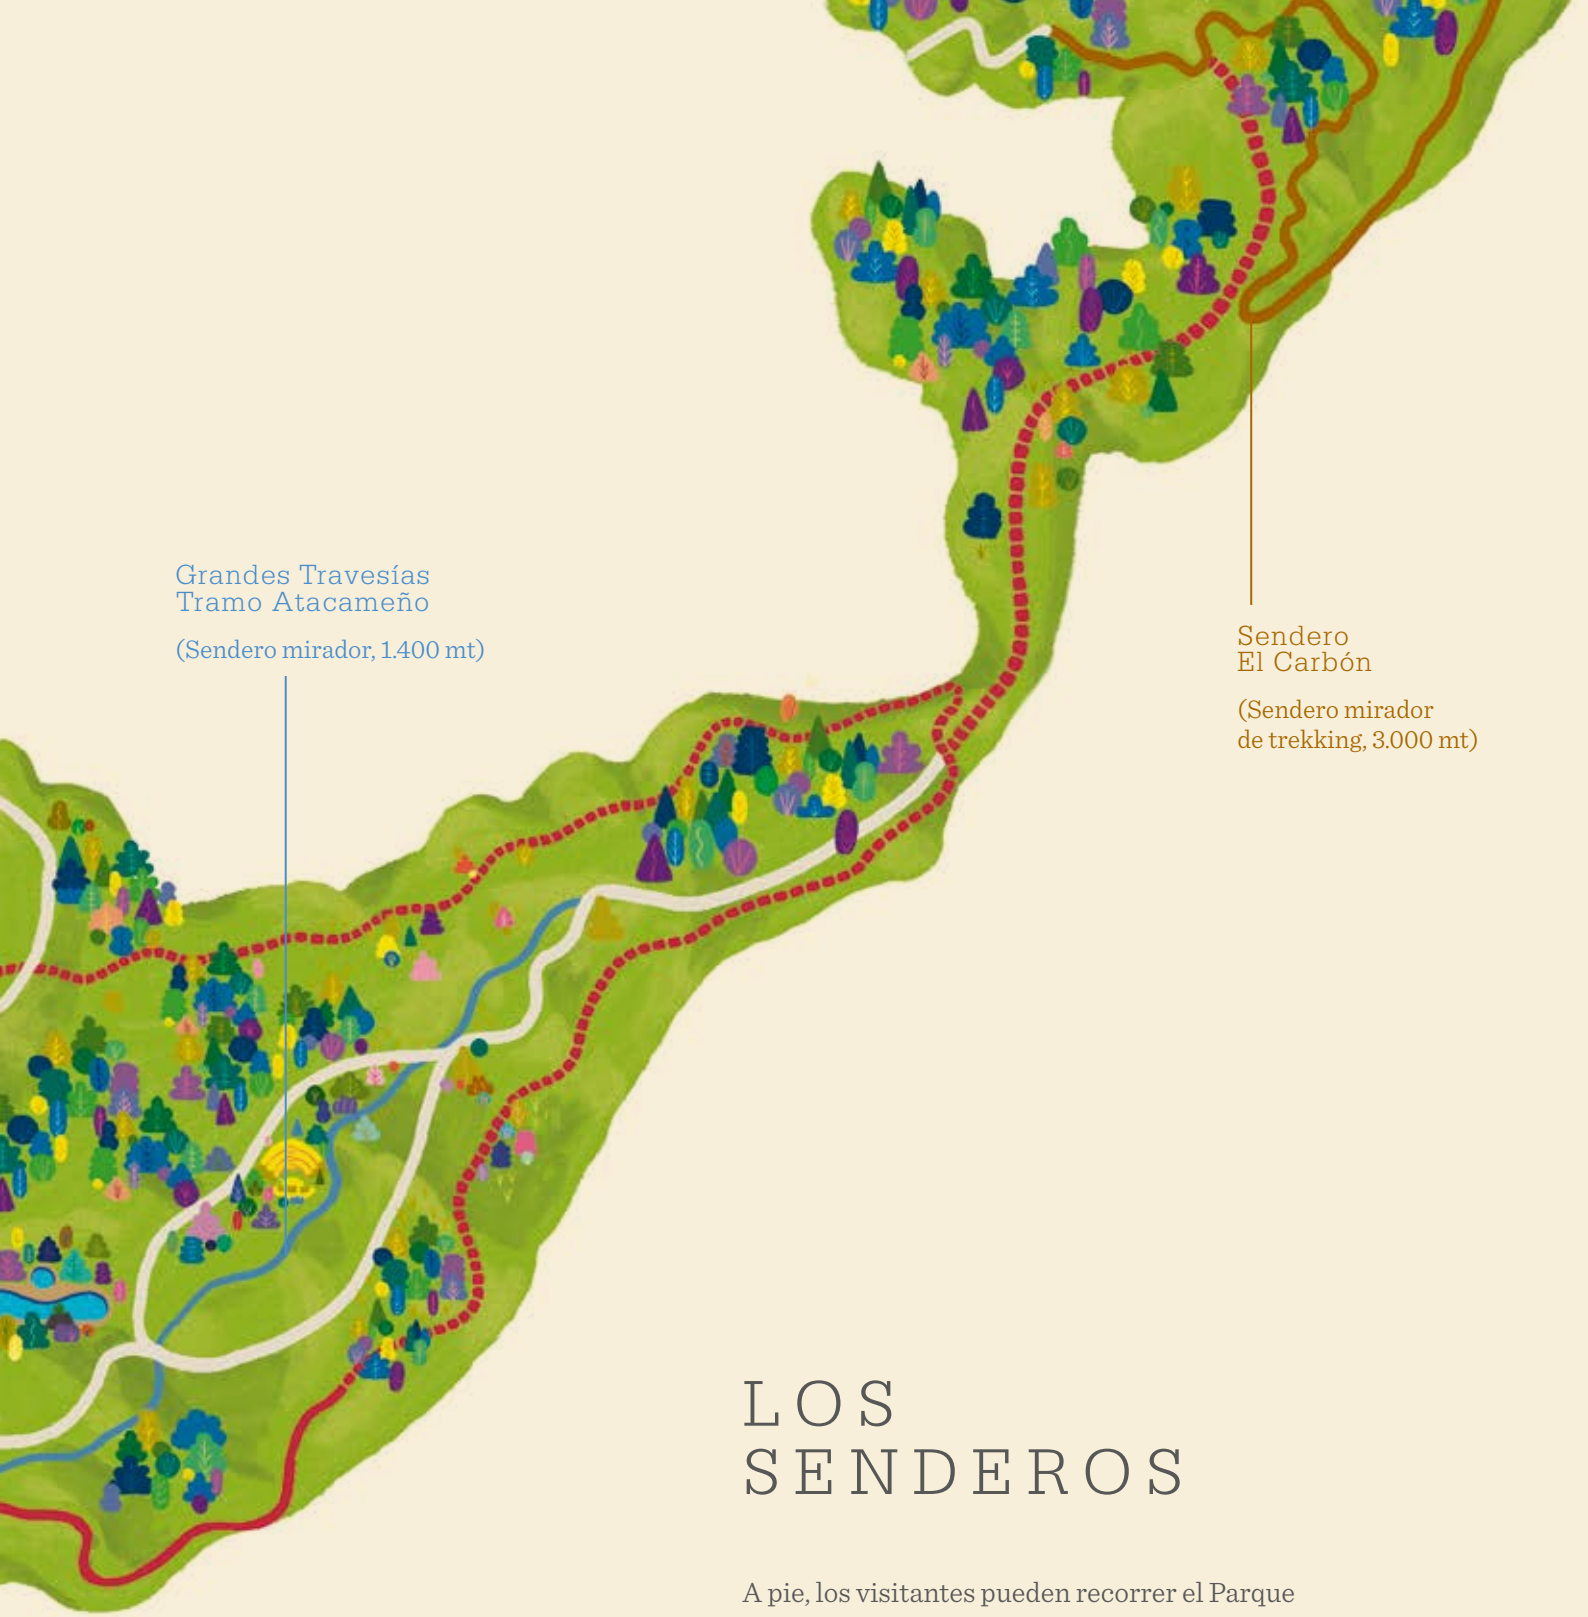 Grandes Travesías
Tramo Atacameño
(Sendero mirador, 1.400 mt)
Sendero
El Carbón
(Sendero mirador
de trekking, 3.000 mt)
LOS
SENDEROS
A pie, los visitantes pueden recorrer el Parque